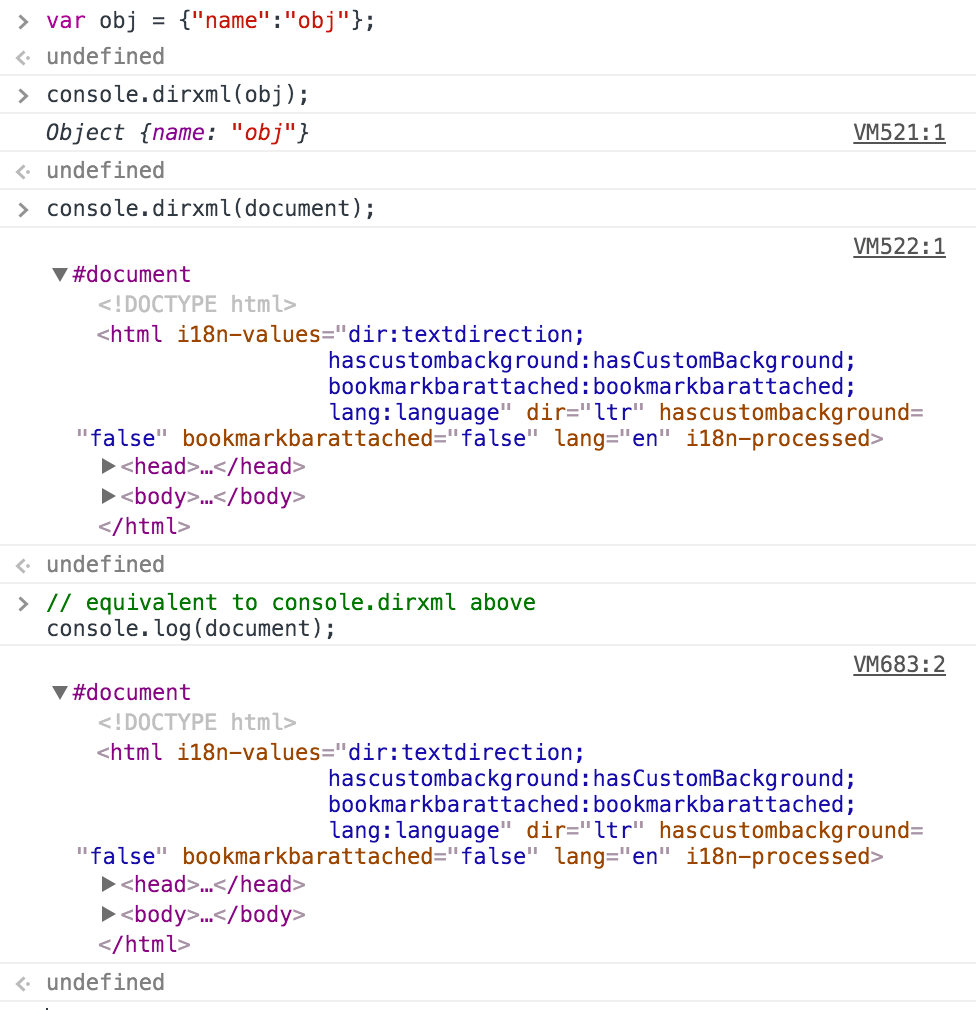 > var obj = {"name":"obj"};
undefined
> console.dirxml(obj);
Object {name: "obj"} VM521:1
undefined
> console.dirxml(document);
VM522:1
▼#document
<!DOCTYPE html>
<html i18n-values="dir:textdirection;
hascustombackground:hasCustomBackground;
bookmarkbarattached:bookmarkbarattached;
lang:language" dir="ltr" hascustombackground=
"false" bookmarkbarattached="false" lang="en" i18n-processed>
▶<head>…</head>
▶<body>…</body>
</html>
undefined
> // equivalent to console.dirxml above
console.log(document);
VM683:2
▼#document
<!DOCTYPE html>
<html i18n-values="dir:textdirection;
hascustombackground:hasCustomBackground;
bookmarkbarattached:bookmarkbarattached;
lang:language" dir="ltr" hascustombackground=
"false" bookmarkbarattached="false" lang="en" i18n-processed>
▶<head>…</head>
▶<body>…</body>
</html>
undefined